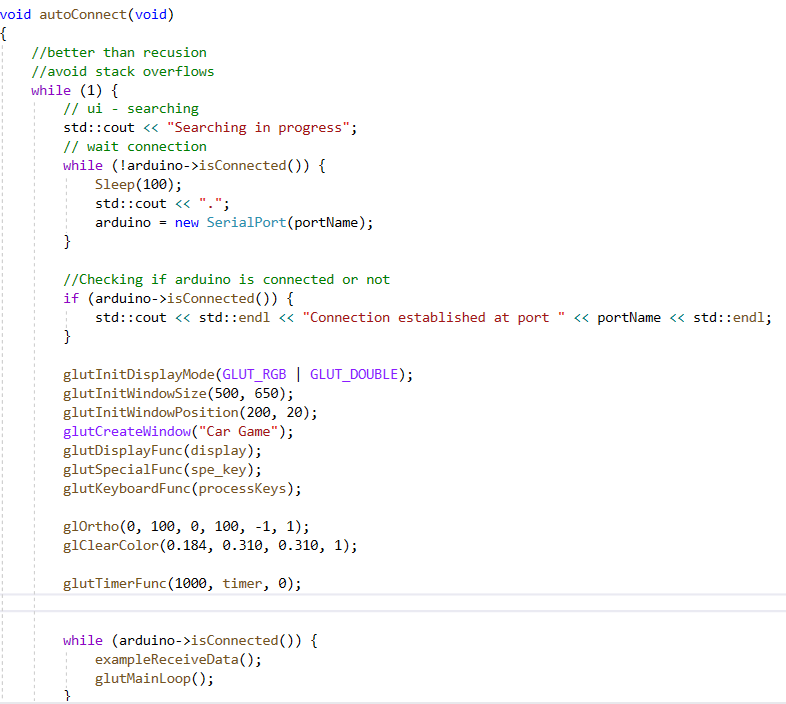 void autoConnect(void)
{
//better than recusion
//avoid stack overflows
while (1) {
// ui - searching
std::cout << "Searching in progress";
// wait connection
while (!arduino->isConnected()) {
Sleep(100);
std::cout << ".";
arduino = new SerialPort(portName);
}
//Checking if arduino is connected or not
if (arduino->isConnected()) {
std::cout << std::endl << "Connection established at port " << portName << std::endl;
}
glutInitDisplayMode(GLUT_RGB | GLUT_DOUBLE);
glutInitWindowSize(500, 650);
glutInitWindowPosition(200, 20);
glutCreateWindow("Car Game");
glutDisplayFunc(display);
glutSpecialFunc(spe_key);
glutKeyboardFunc(processKeys);
glOrtho(0, 100, 0, 100, -1, 1);
glClearColor(0.184, 0.310, 0.310, 1);
glutTimerFunc(1000, timer, 0);
while (arduino->isConnected()) {
exampleReceiveData();
glutMainLoop();
}